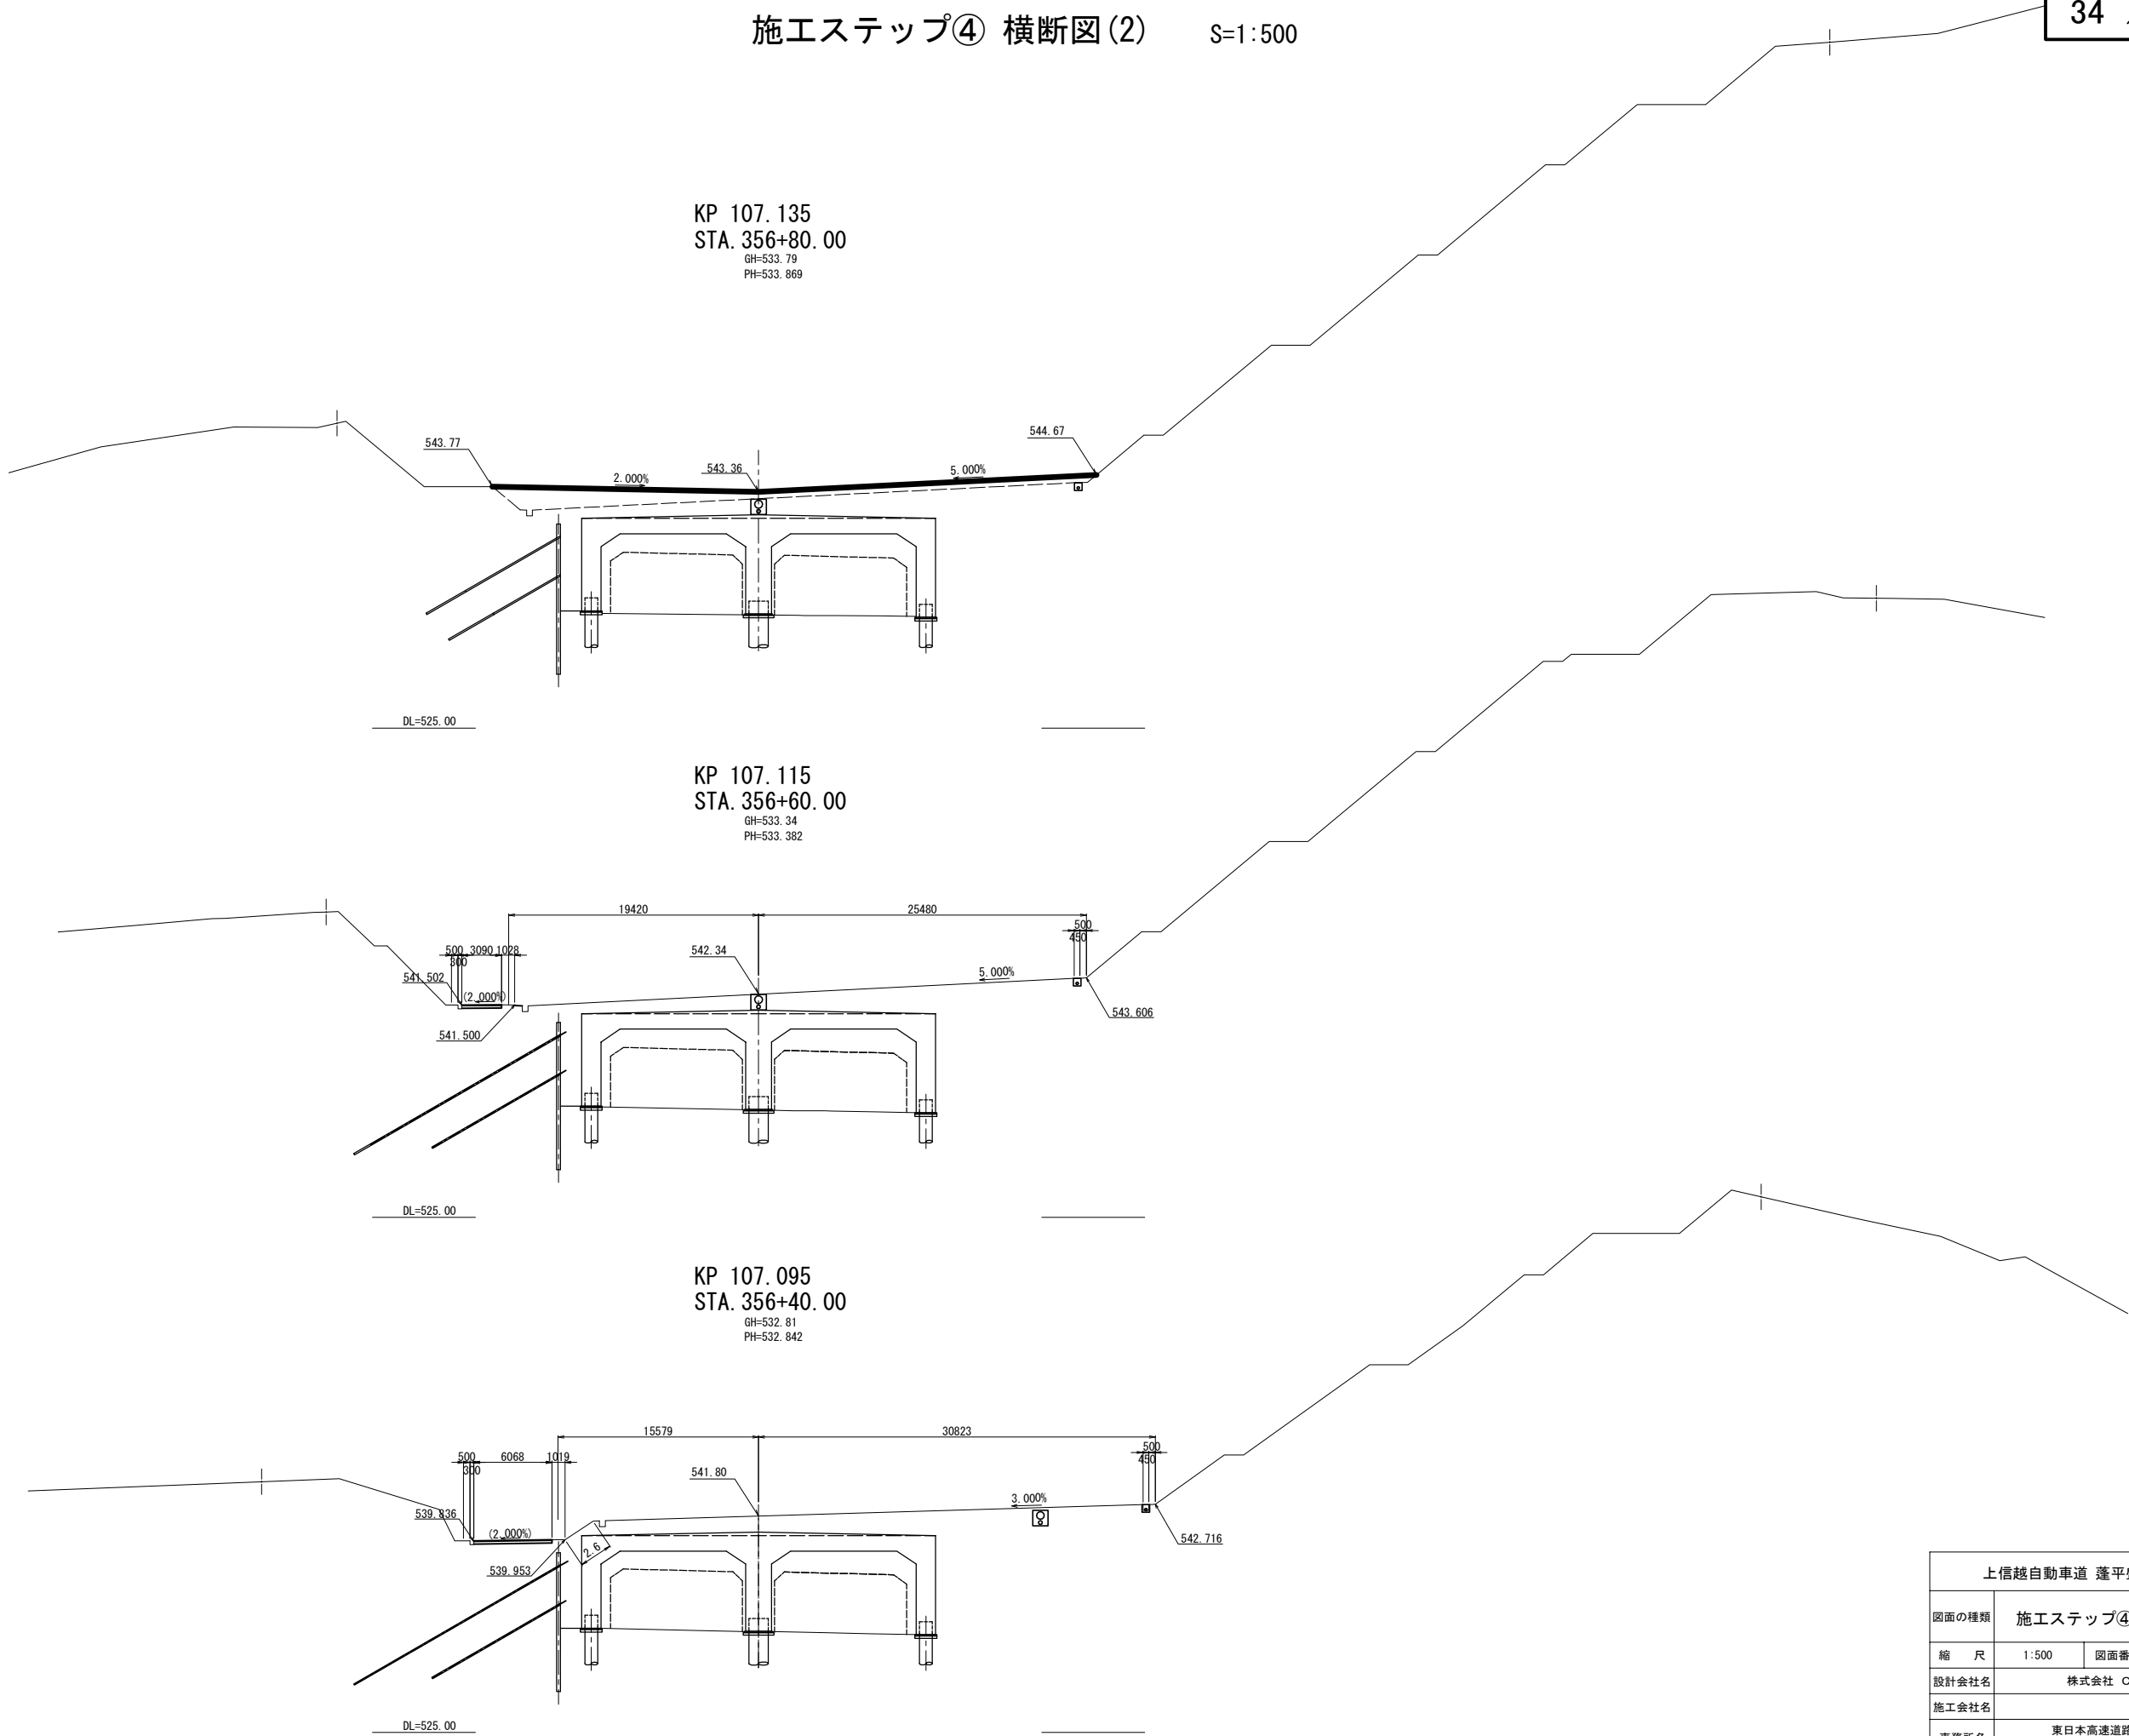 施工ステップ④ 横断図(2) S=1:500
34
KP 107.135
STA.356+80.00
GH=533.79
PH=533.869
543.77
2.000%
543.36
5.000%
544.67
DL=525.00
KP 107.115
STA.356+60.00
GH=533.34
PH=533.382
19420
25480
500
450
500 3090 1028
300
541.502
(2.000%)
542.34
5.000%
541.500
543.606
DL=525.00
KP 107.095
STA.356+40.00
GH=532.81
PH=532.842
15579
30823
500
450
500 6068 1019
300
541.80
3.000%
539.836
(2.000%)
2.6
539.953
542.716
DL=525.00
上信越自動車道 蓬平
図面の種類 施工ステップ④
縮 尺 1:500 図面番
設計会社名 株式会社
施工会社名
東日本高速道路